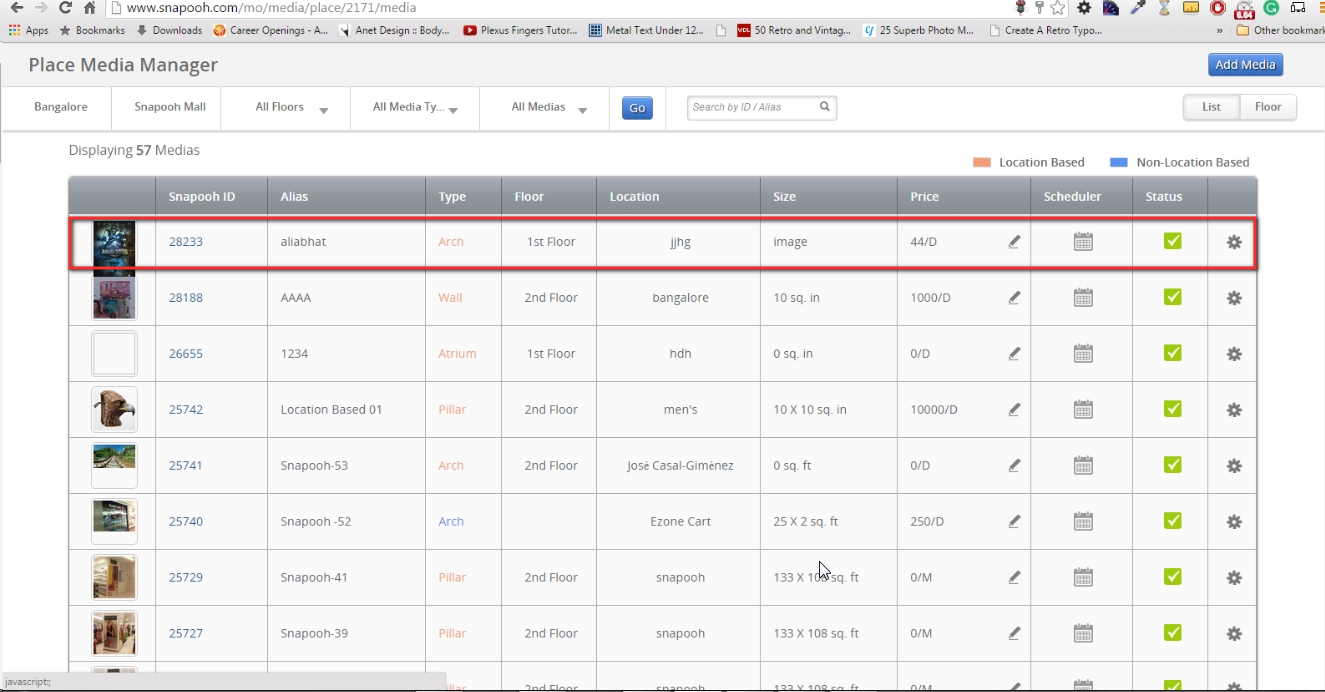 www.snapooh.com/mo/media/place/2171/media
Apps Bookmarks Downloads Career Openings - A... Anet Design :: Body... Plexus Fingers Tutor... Metal Text Under 12... 50 Retro and Vintag... 25 Superb Photo M... Create A Retro Typo... » Other bookmark
Place Media Manager Add Media
Bangalore Snapooh Mall All Floors All Media Ty... All Medias Go Search by ID / Alias List Floor
Displaying 57 Medias
Location Based Non-Location Based
Snapooh ID Alias Type Floor Location Size Price Scheduler Status
28233 aliabhat Arch 1st Floor jjhg image 44/D
28188 AAAA Wall 2nd Floor bangalore 10 sq. in 1000/D
26655 1234 Atrium 1st Floor hdh 0 sq. in 0/D
25742 Location Based 01 Pillar 2nd Floor men's 10 X 10 sq. in 10000/D
25741 Snapooh-53 Arch 2nd Floor José Casal-Giménez 0 sq. ft 0/D
25740 Snapooh -52 Arch Ezone Cart 25 X 2 sq. ft 250/D
25729 Snapooh-41 Pillar 2nd Floor snapooh 133 X sq. ft 0/M
25727 Snapooh-39 Pillar 2nd Floor snapooh 133 X 108 sq. ft 0/M
2nd Floor snapooh 133 X 108 sq. ft 0/M
javascript:;